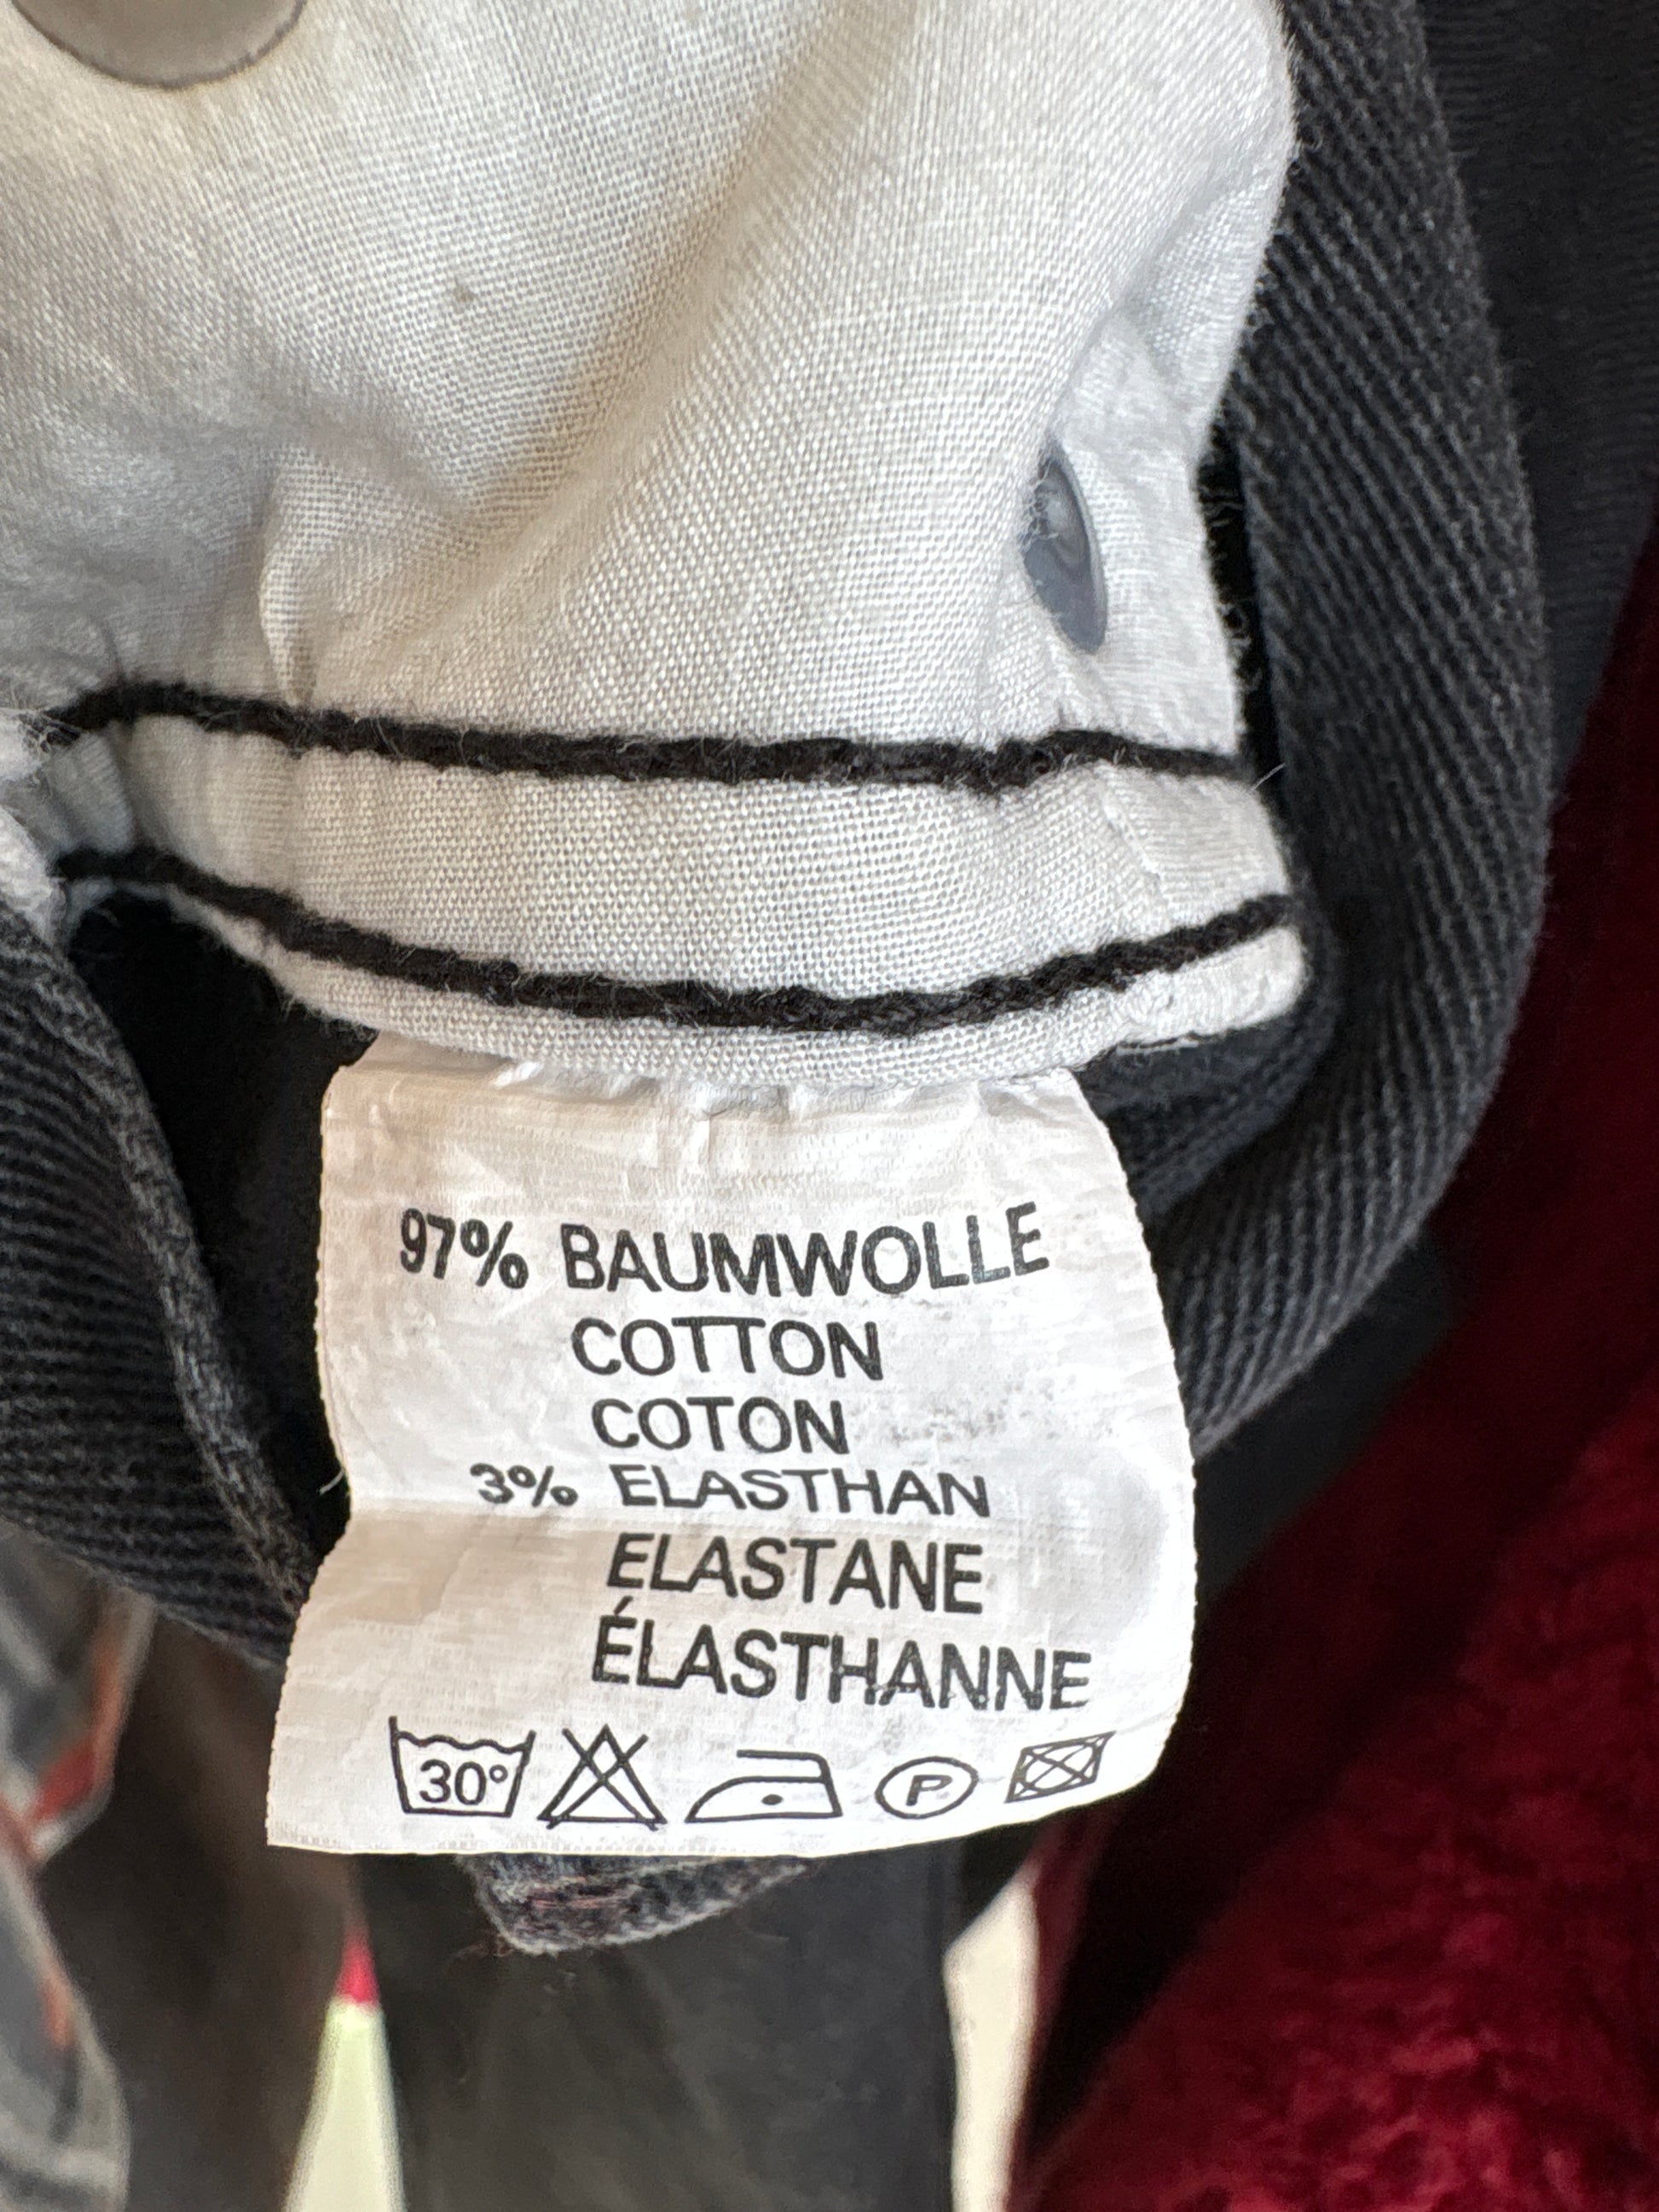 97% BAUMWOLLE
COTTON
COTON
3% ELASTHAN
ELASTANE
ÉLASTHANNE
30° P